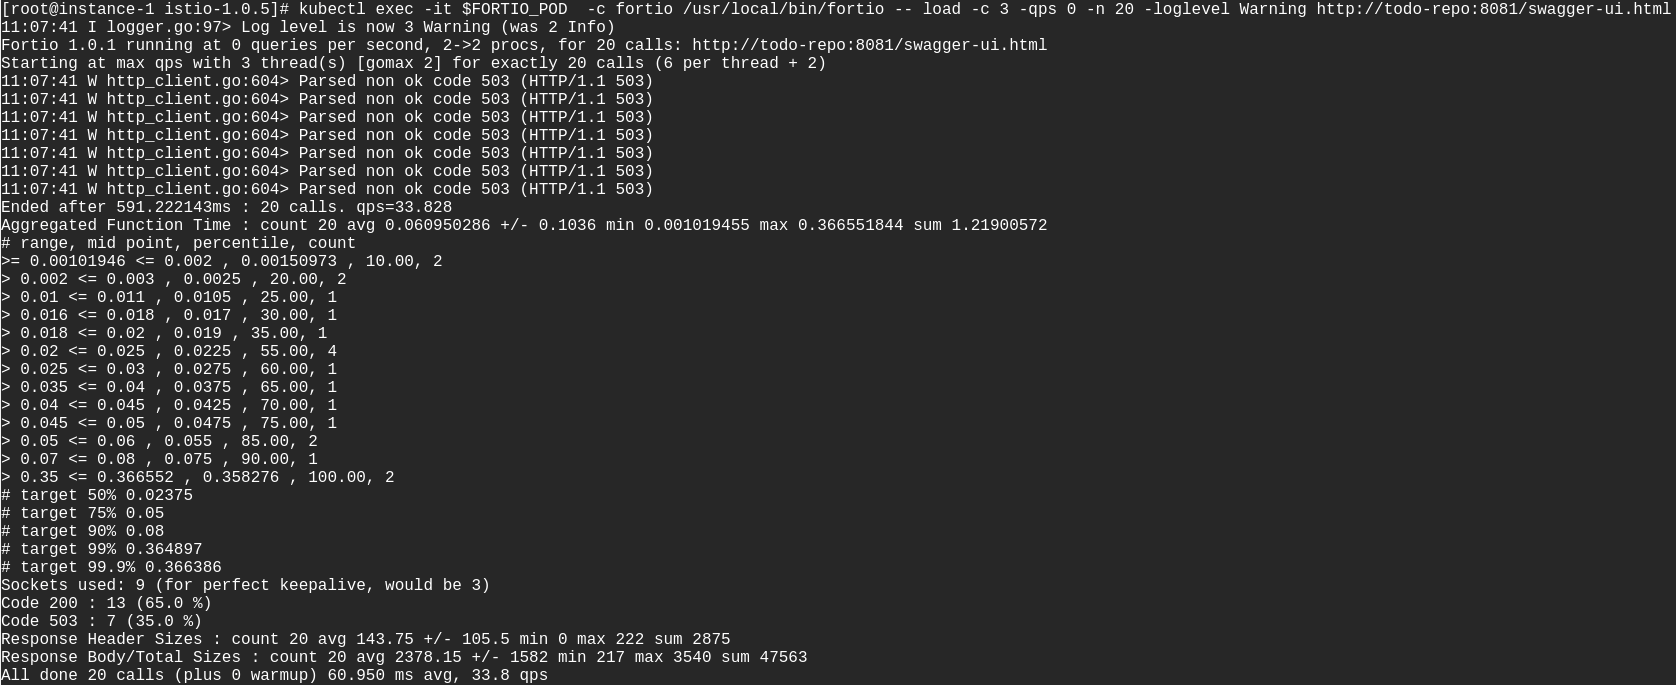 [root@instance-1 istio-1.0.5]# kubectl exec -it $FORTIO_POD  -c fortio /usr/local/bin/fortio -- load -c 3 -qps 0 -n 20 -loglevel Warning http://todo-repo:8081/swagger-ui.html
11:07:41 I logger.go:97> Log level is now 3 Warning (was 2 Info)
Fortio 1.0.1 running at 0 queries per second, 2->2 procs, for 20 calls: http://todo-repo:8081/swagger-ui.html
Starting at max qps with 3 thread(s) [gomax 2] for exactly 20 calls (6 per thread + 2)
11:07:41 W http_client.go:604> Parsed non ok code 503 (HTTP/1.1 503)
11:07:41 W http_client.go:604> Parsed non ok code 503 (HTTP/1.1 503)
11:07:41 W http_client.go:604> Parsed non ok code 503 (HTTP/1.1 503)
11:07:41 W http_client.go:604> Parsed non ok code 503 (HTTP/1.1 503)
11:07:41 W http_client.go:604> Parsed non ok code 503 (HTTP/1.1 503)
11:07:41 W http_client.go:604> Parsed non ok code 503 (HTTP/1.1 503)
11:07:41 W http_client.go:604> Parsed non ok code 503 (HTTP/1.1 503)
Ended after 591.222143ms : 20 calls. qps=33.828
Aggregated Function Time : count 20 avg 0.060950286 +/- 0.1036 min 0.001019455 max 0.366551844 sum 1.21900572
# range, mid point, percentile, count
>= 0.00101946 <= 0.002 , 0.00150973 , 10.00, 2
> 0.002 <= 0.003 , 0.0025 , 20.00, 2
> 0.01 <= 0.011 , 0.0105 , 25.00, 1
> 0.016 <= 0.018 , 0.017 , 30.00, 1
> 0.018 <= 0.02 , 0.019 , 35.00, 1
> 0.02 <= 0.025 , 0.0225 , 55.00, 4
> 0.025 <= 0.03 , 0.0275 , 60.00, 1
> 0.035 <= 0.04 , 0.0375 , 65.00, 1
> 0.04 <= 0.045 , 0.0425 , 70.00, 1
> 0.045 <= 0.05 , 0.0475 , 75.00, 1
> 0.05 <= 0.06 , 0.055 , 85.00, 2
> 0.07 <= 0.08 , 0.075 , 90.00, 1
> 0.35 <= 0.366552 , 0.358276 , 100.00, 2
# target 50% 0.02375
# target 75% 0.05
# target 90% 0.08
# target 99% 0.364897
# target 99.9% 0.366386
Sockets used: 9 (for perfect keepalive, would be 3)
Code 200 : 13 (65.0 %)
Code 503 : 7 (35.0 %)
Response Header Sizes : count 20 avg 143.75 +/- 105.5 min 0 max 222 sum 2875
Response Body/Total Sizes : count 20 avg 2378.15 +/- 1582 min 217 max 3540 sum 47563
All done 20 calls (plus 0 warmup) 60.950 ms avg, 33.8 qps